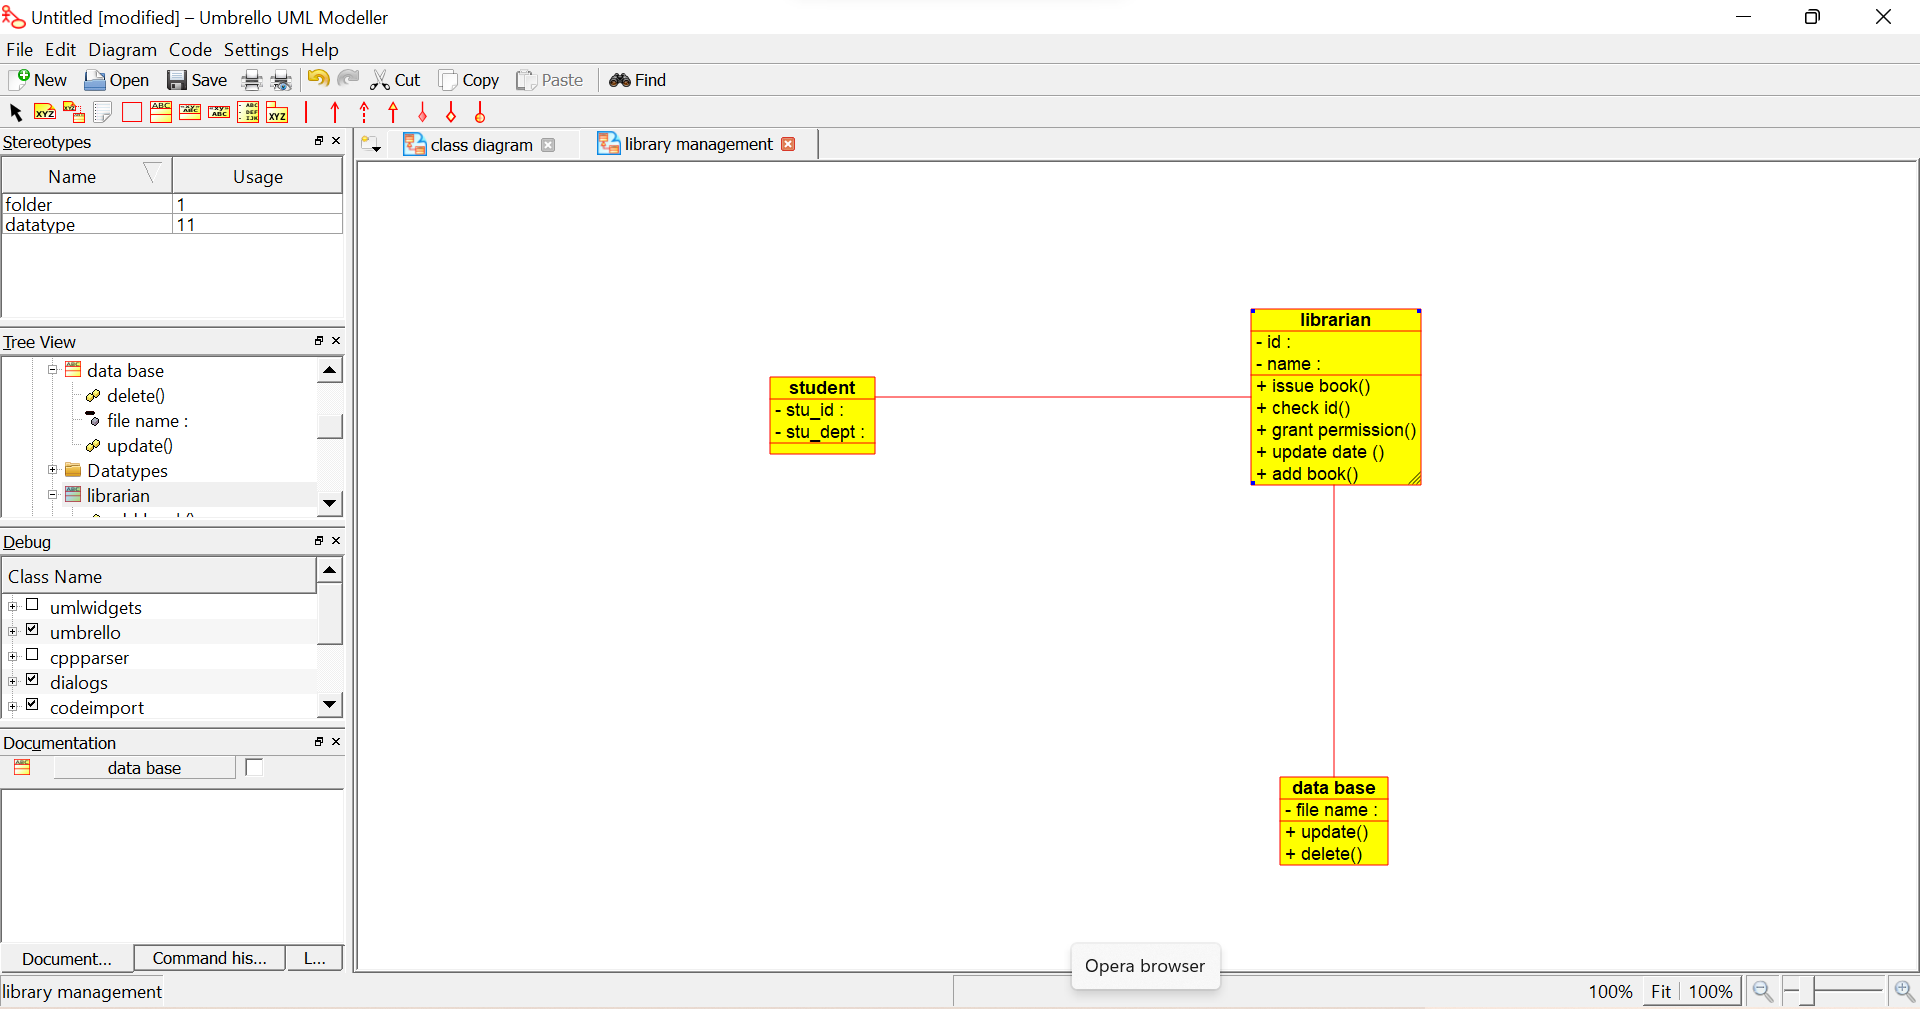 Untitled [modified] – Umbrello UML Modeller
File Edit Diagram Code Settings Help
New Open Save Cut Copy Paste Find
Stereotypes
Name Usage
folder 1
datatype 11
Tree View
data base
delete()
file name :
update()
Datatypes
librarian
Debug
Class Name
umlwidgets
umbrello
cppparser
dialogs
codeimport
Documentation
data base
Document... Command his... L...
library management
class diagram library management
student
- stu_id :
- stu_dept :
librarian
- id :
- name :
+ issue book()
+ check id()
+ grant permission()
+ update date ()
+ add book()
data base
- file name :
+ update()
+ delete()
Opera browser
100% Fit 100%